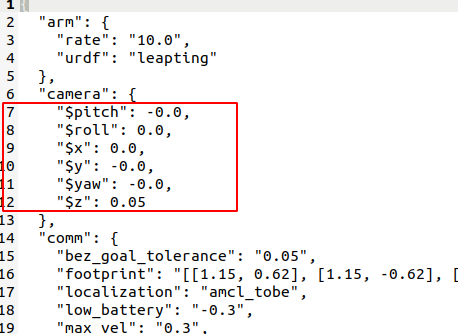 1 {
2 "arm": {
3 "rate": "10.0",
4 "urdf": "leapting"
5 },
6 "camera": {
7 "$pitch": -0.0,
8 "$roll": 0.0,
9 "$x": 0.0,
10 "$y": -0.0,
11 "$yaw": -0.0,
12 "$z": 0.05
13 },
14 "comm": {
15 "bez_goal_tolerance": "0.05",
16 "footprint": "[[1.15, 0.62], [1.15, -0.62], [
17 "localization": "amcl_tobe",
18 "low_battery": "-0.3",
19 "max_vel": "0.3",